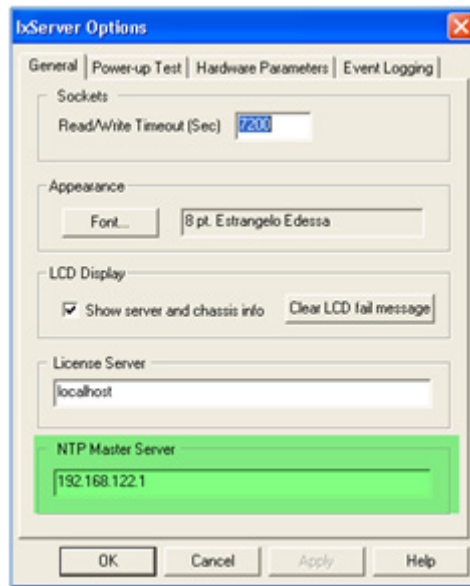 IxServer Options
General Power-up Test Hardware Parameters Event Logging
Sockets
Read/Write Timeout (Sec) 7200
Appearance
Font... 8 pt. Estrangelo Edessa
LCD Display
Show server and chassis info Clear LCD fail message
License Server
localhost
NTP Master Server
192.168.122.1
OK Cancel Apply Help